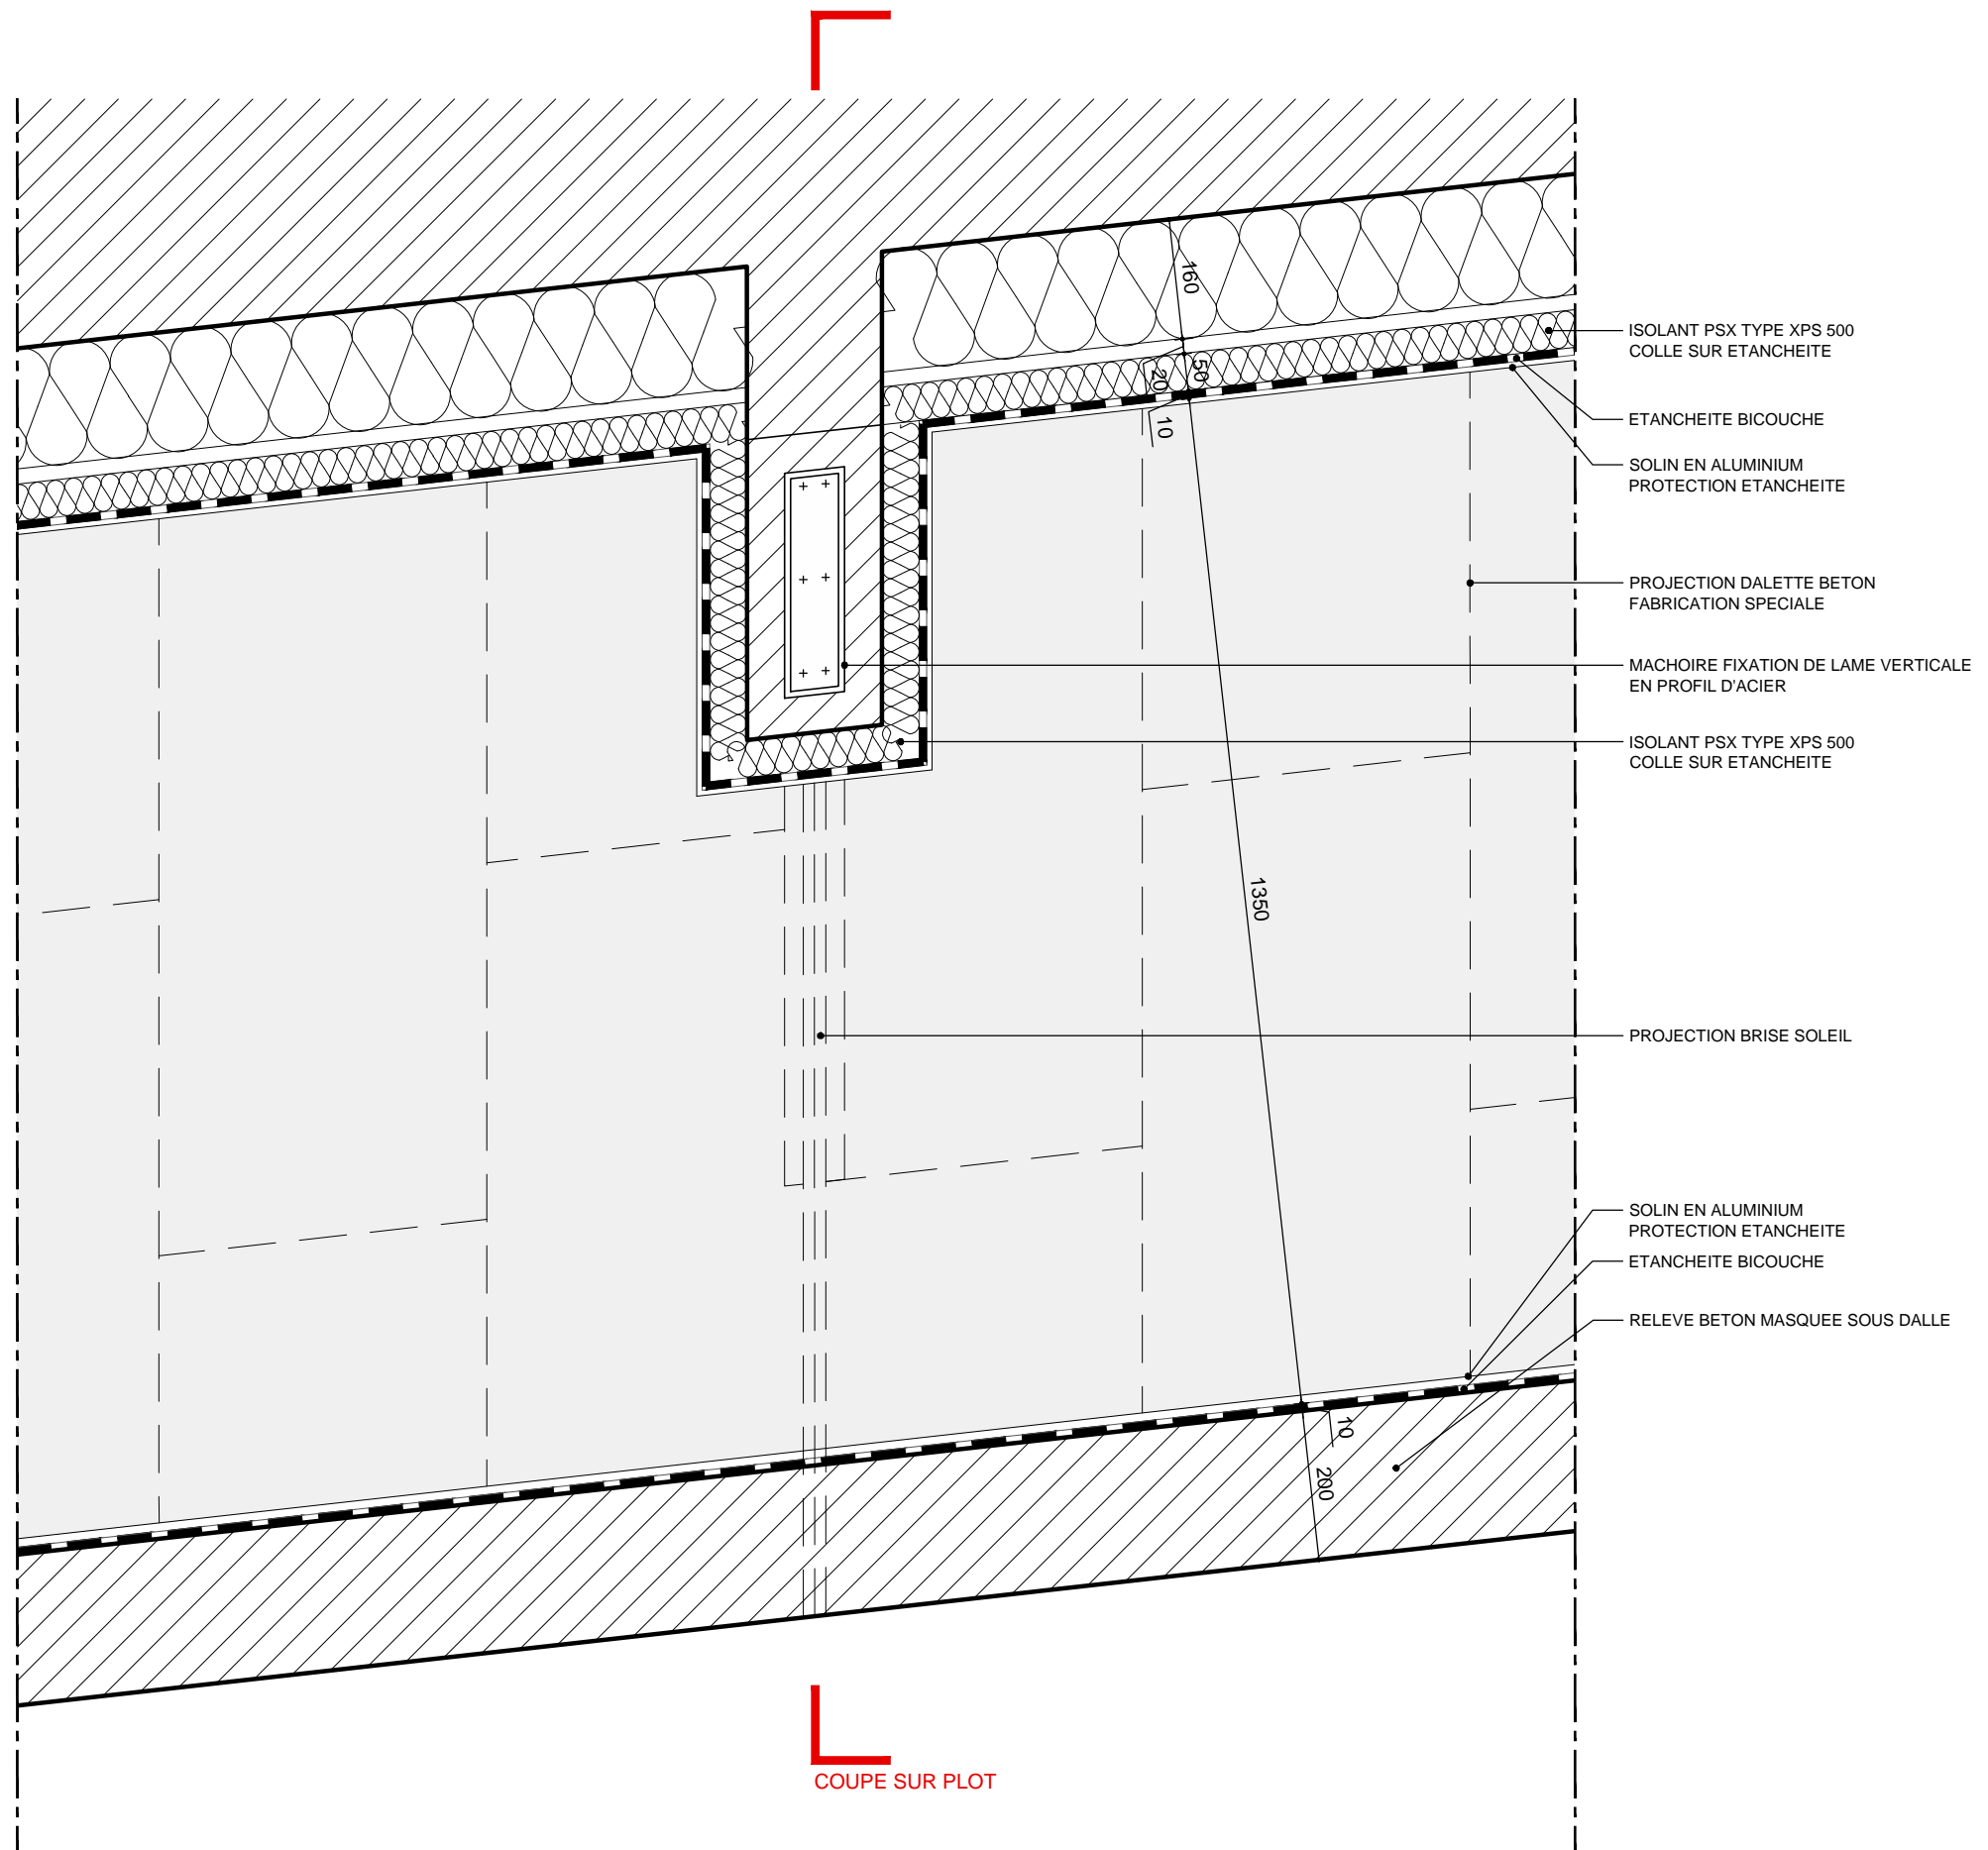 160
50
20
10
ISOLANT PSX TYPE XPS 500
COLLE SUR ETANCHEITE
ETANCHEITE BICOUCHE
SOLIN EN ALUMINIUM
PROTECTION ETANCHEITE
PROJECTION DALETTE BETON
FABRICATION SPECIALE
MACHOIRE FIXATION DE LAME VERTICALE
EN PROFIL D'ACIER
ISOLANT PSX TYPE XPS 500
COLLE SUR ETANCHEITE
1350
PROJECTION BRISE SOLEIL
SOLIN EN ALUMINIUM
PROTECTION ETANCHEITE
ETANCHEITE BICOUCHE
RELEVE BETON MASQUEE SOUS DALLE
10
200
COUPE SUR PLOT